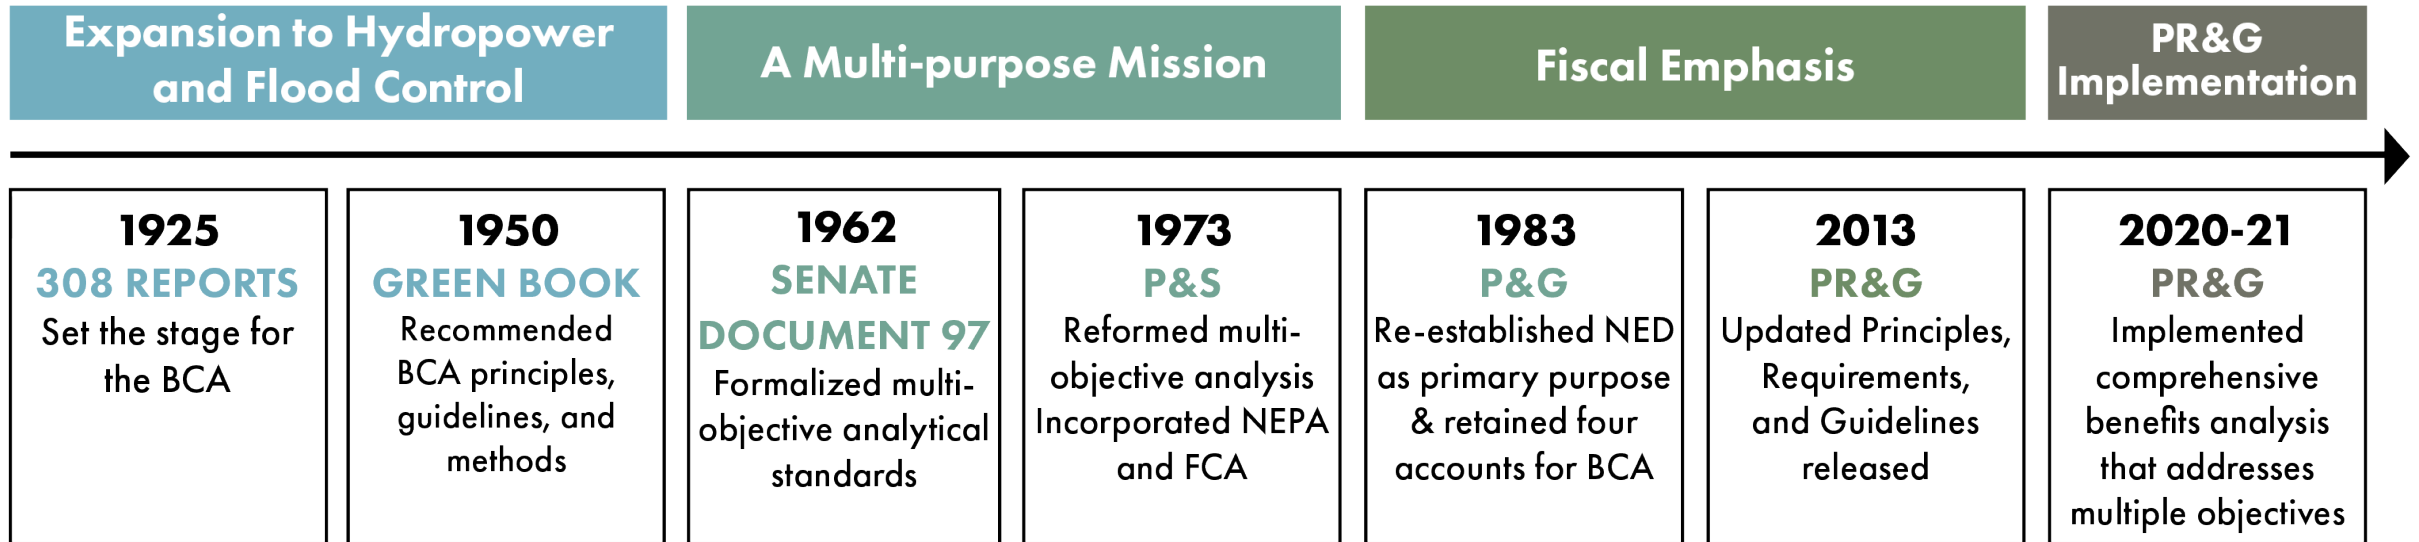 Expansion to Hydropower
and Flood Control
A Multi-purpose Mission
Fiscal Emphasis
PR&G
Implementation
1925
308 REPORTS
Set the stage for
the BCA
1950
GREEN BOOK
Recommended
BCA principles,
guidelines, and
methods
1962
SENATE
DOCUMENT 97
Formalized multi-
objective analytical
standards
1973
P&S
Reformed multi-
objective analysis
Incorporated NEPA
and FCA
1983
P&G
Re-established NED
as primary purpose
& retained four
accounts for BCA
2013
PR&G
Updated Principles,
Requirements,
and Guidelines
released
2020-21
PR&G
Implemented
comprehensive
benefits analysis
that addresses
multiple objectives